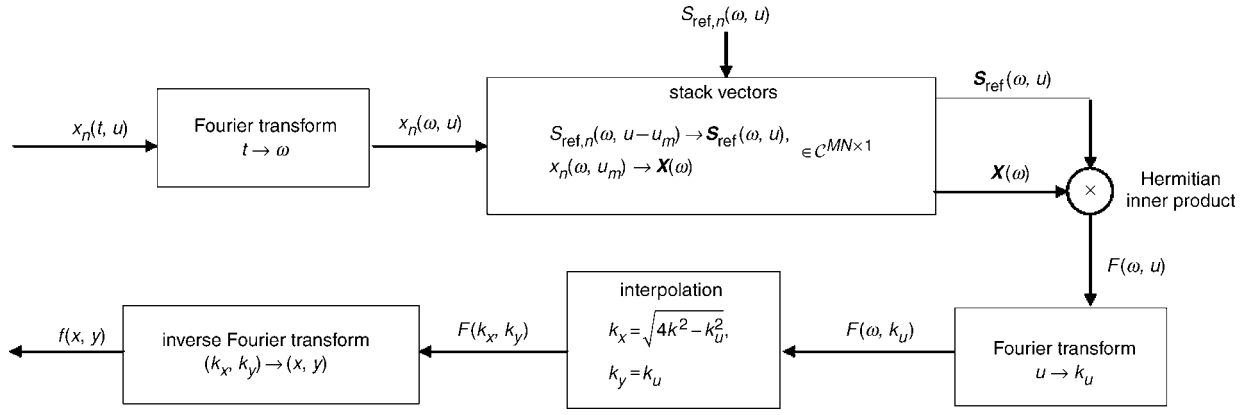 S_ref,n(ω, u)
x_n(t, u)
Fourier transform
t → ω
x_n(ω, u)
stack vectors
S_ref,n(ω, u−u_m) → S_ref(ω, u),
x_n(ω, u_m) → X(ω)
∈ 𝒞^{MN×1}
S_ref(ω, u)
X(ω)
×
Hermitian
inner product
F(ω, u)
Fourier transform
u → k_u
F(ω, k_u)
interpolation
k_x = √(4k² − k_u²),
k_y = k_u
F(k_x, k_y)
inverse Fourier transform
(k_x, k_y) → (x, y)
f(x, y)